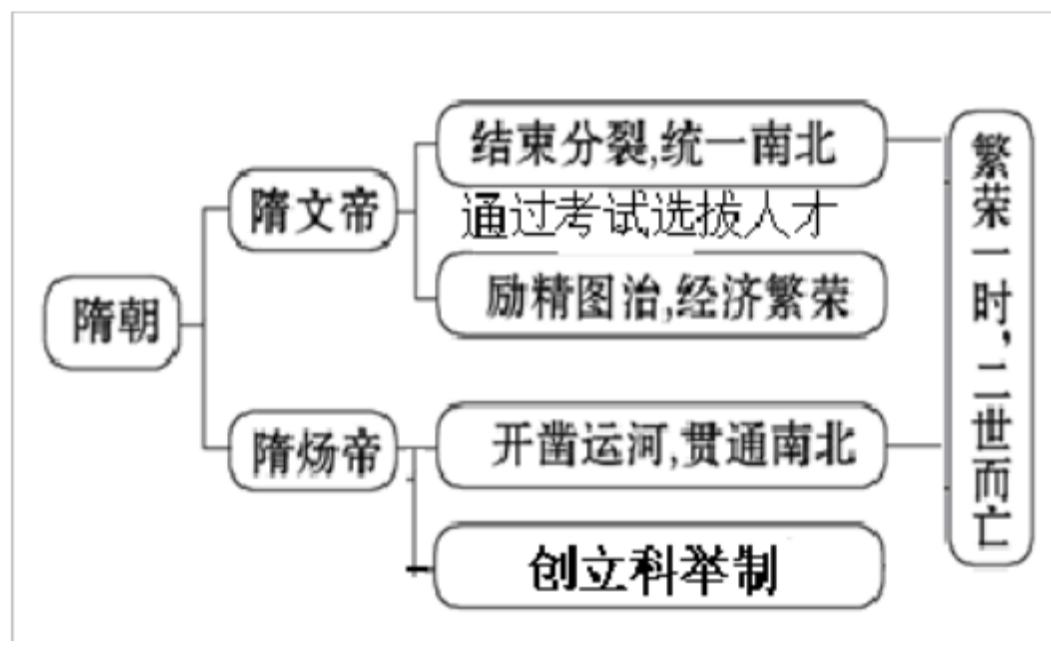 隋朝
隋文帝
结束分裂,统一南北
通过考试选拔人才
励精图治,经济繁荣
隋炀帝
开凿运河,贯通南北
创立科举制
繁荣一时,二世而亡